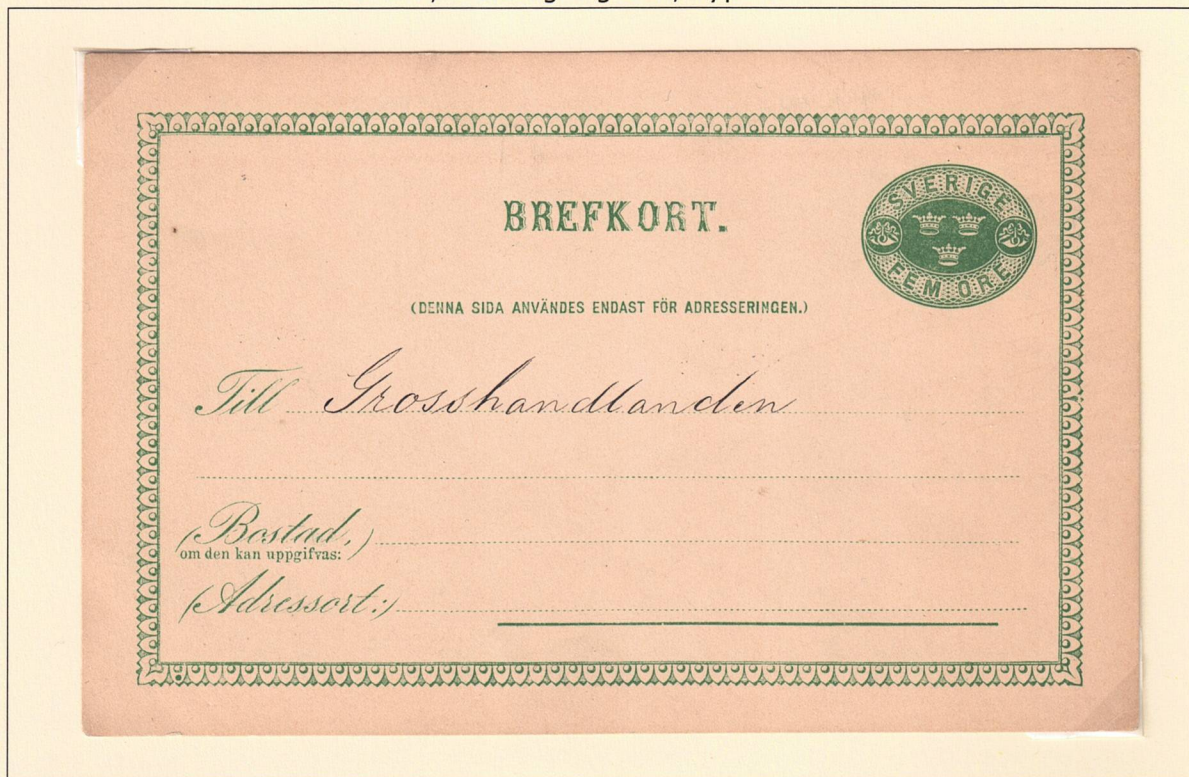 BREFKORT.
SVERIGE
FEM ÖRE
(DENNA SIDA ANVÄNDES ENDAST FÖR ADRESSERINGEN.)
Till Grosshandlanden
(Bostad,)
om den kan uppgifvas:
(Adressort:)